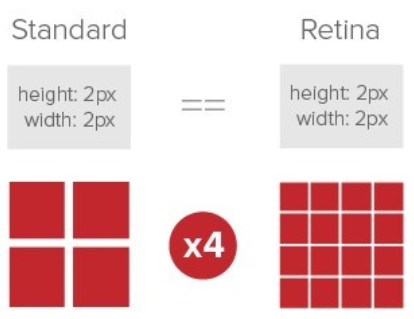 Standard
Retina
height: 2px
width: 2px
==
height: 2px
width: 2px
x4